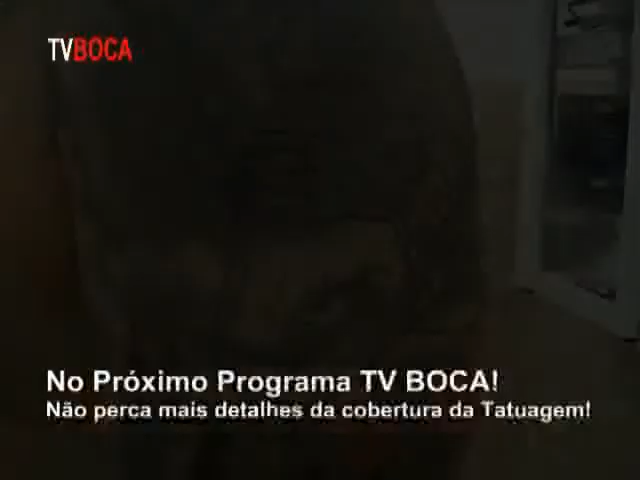 TVBOCA
No Próximo Programa TV BOCA!
Não perca mais detalhes da cobertura da Tatuagem!